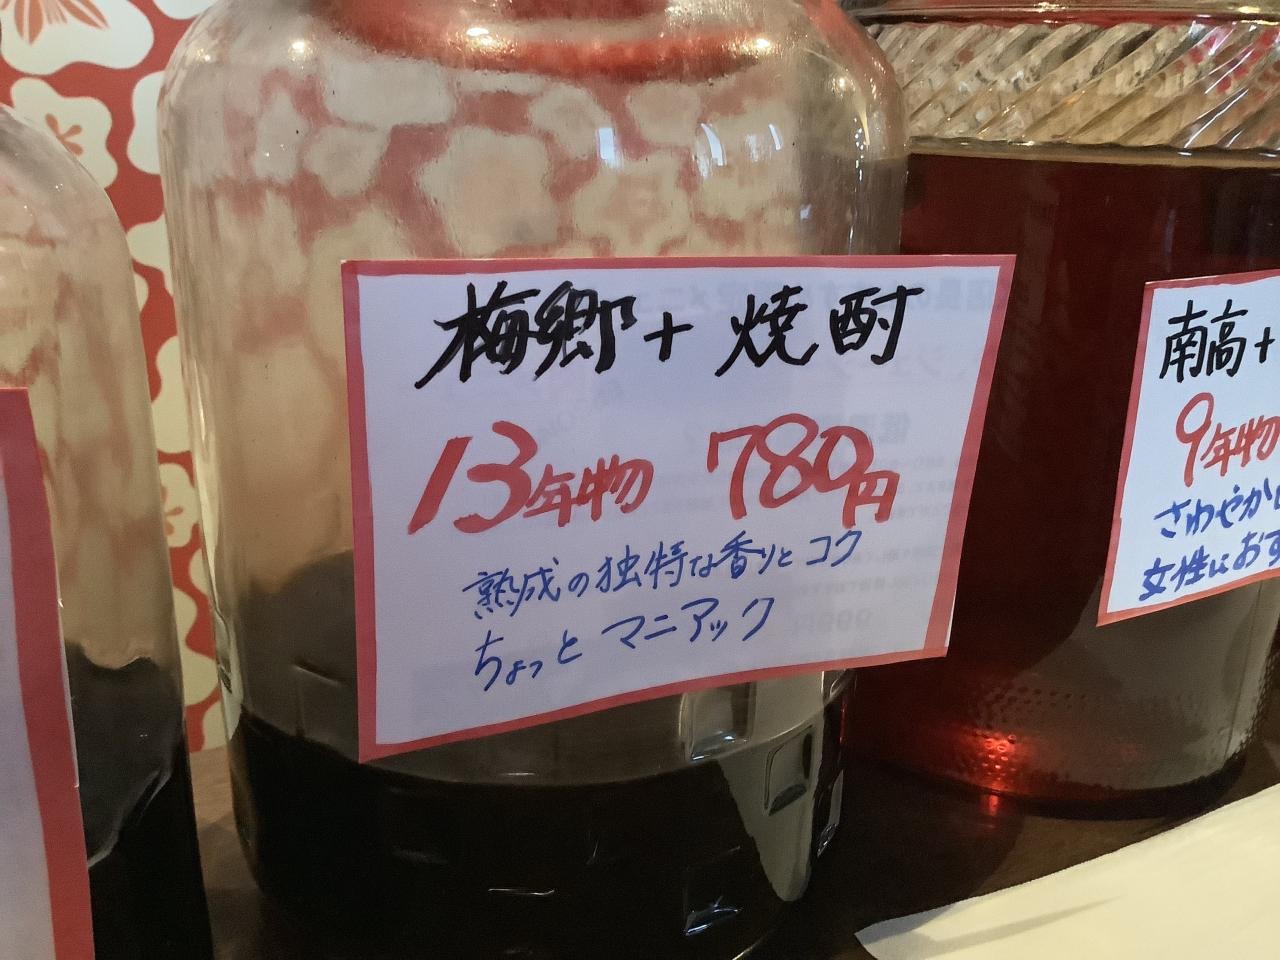 梅郷+焼酎
13年物 780円
熟成の独特な香りとコク
ちょっとマニアック
南高+
9年物
さわやか
女性におす